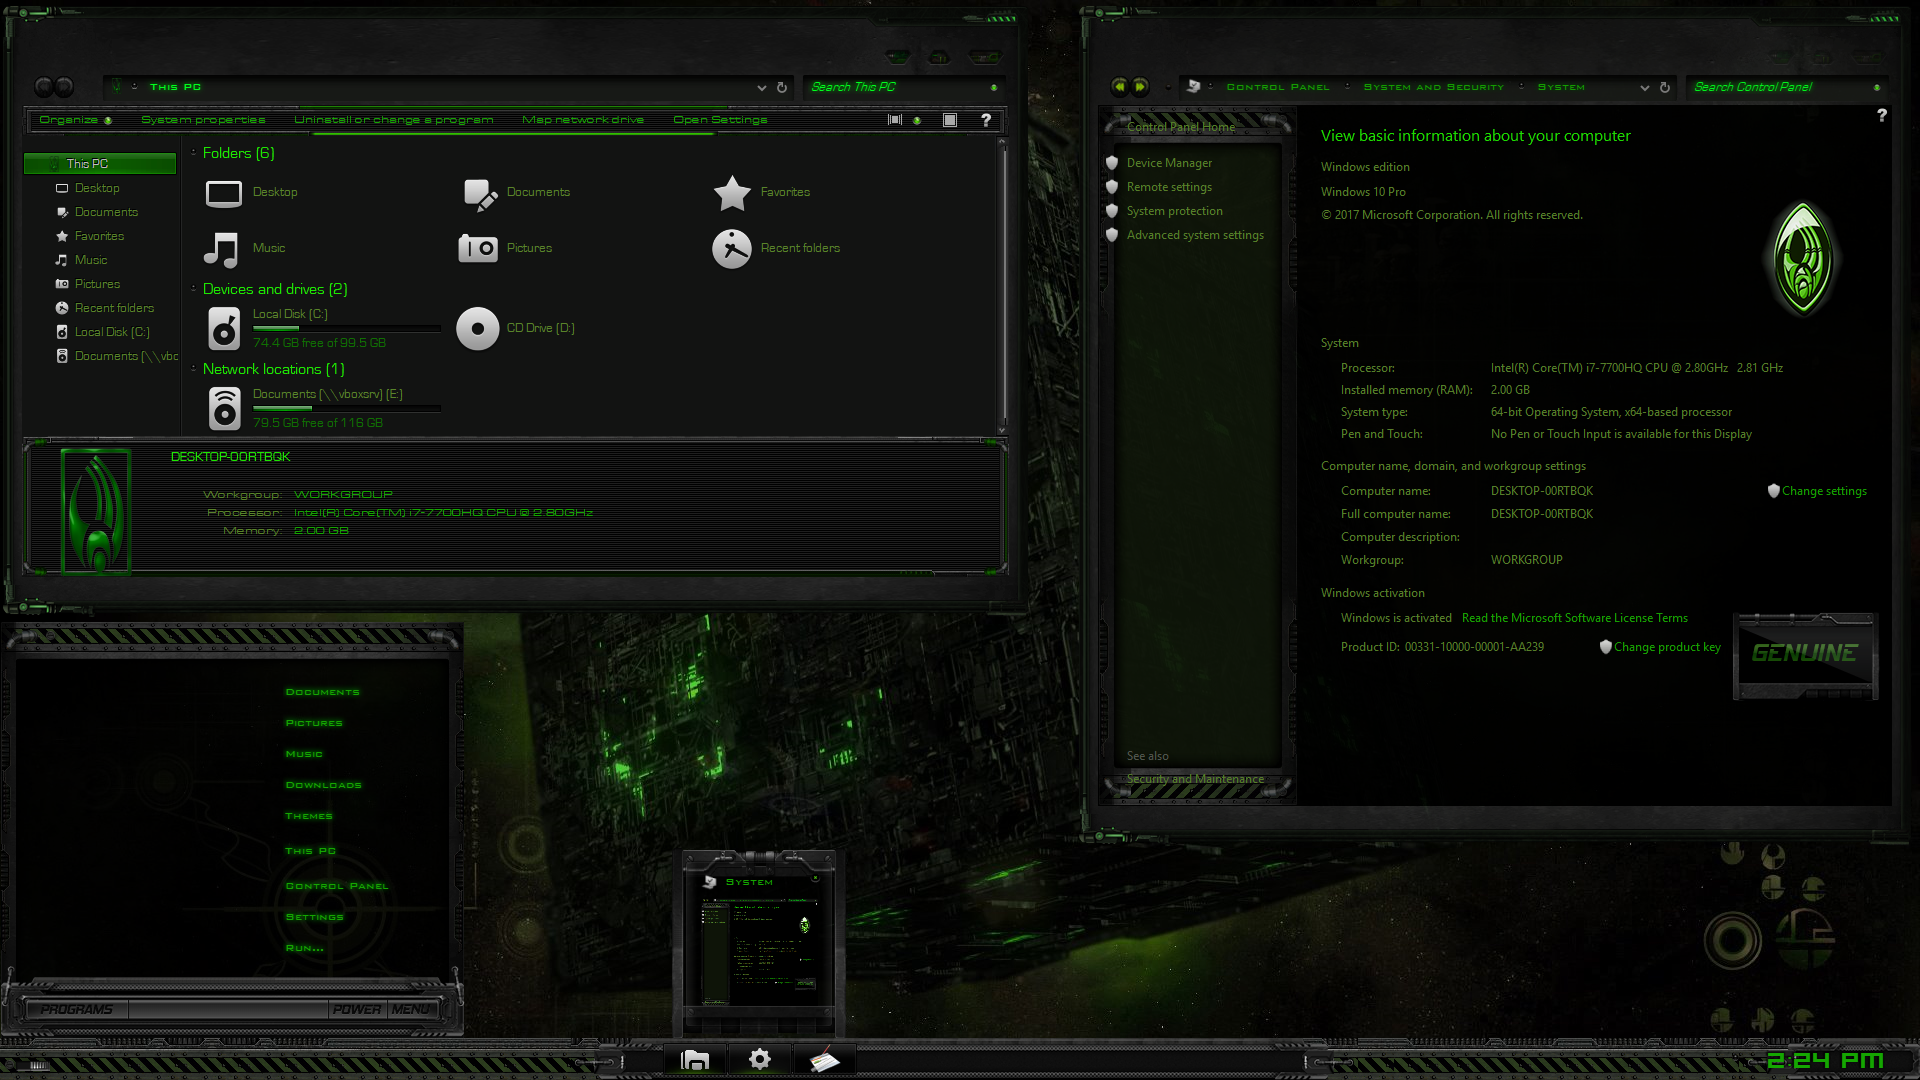 This PC
Search This PC
Organize
System properties
Uninstall or change a program
Map network drive
Open Settings
?
This PC
Desktop
Documents
Favorites
Music
Pictures
Recent folders
Local Disk (C:)
Documents (\\vbo
Folders (6)
Desktop
Documents
Favorites
Music
Pictures
Recent folders
Devices and drives (2)
Local Disk (C:)
74.4 GB free of 99.5 GB
CD Drive (D:)
Network locations (1)
Documents (\\vboxsrv) (E:)
79.5 GB free of 116 GB
DESKTOP-00RTBQK
Workgroup: WORKGROUP
Processor: Intel(R) Core(TM) i7-7700HQ CPU @ 2.80GHz
Memory: 2.00 GB
Control Panel
System and Security
System
Search Control Panel
?
Control Panel Home
Device Manager
Remote settings
System protection
Advanced system settings
See also
Security and Maintenance
View basic information about your computer
Windows edition
Windows 10 Pro
© 2017 Microsoft Corporation. All rights reserved.
System
Processor: Intel(R) Core(TM) i7-7700HQ CPU @ 2.80GHz 2.81 GHz
Installed memory (RAM): 2.00 GB
System type: 64-bit Operating System, x64-based processor
Pen and Touch: No Pen or Touch Input is available for this Display
Computer name, domain, and workgroup settings
Computer name: DESKTOP-00RTBQK
Change settings
Full computer name: DESKTOP-00RTBQK
Computer description:
Workgroup: WORKGROUP
Windows activation
Windows is activated Read the Microsoft Software License Terms
Product ID: 00331-10000-00001-AA239
Change product key
GENUINE
Documents
Pictures
Music
Downloads
Themes
This PC
Control Panel
Settings
Run...
PROGRAMS
POWER
MENU
System
2:24 PM